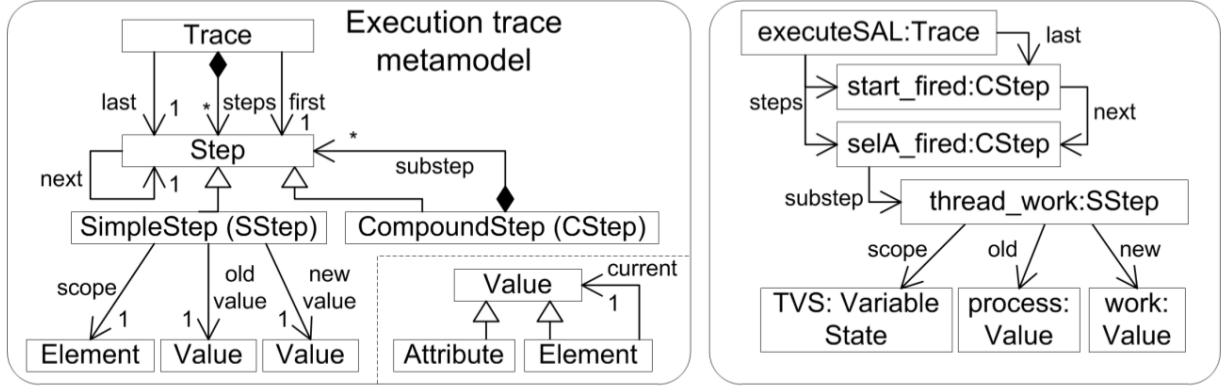 Trace
Execution trace
metamodel
last
1
*
steps
first
1
Step
*
substep
next
1
SimpleStep (SStep)
CompoundStep (CStep)
scope
1
old
value
1
new
value
1
Element
Value
Value
Value
current
1
Attribute
Element
executeSAL:Trace
last
steps
start_fired:CStep
next
selA_fired:CStep
substep
thread_work:SStep
scope
old
new
TVS: Variable
State
process:
Value
work:
Value